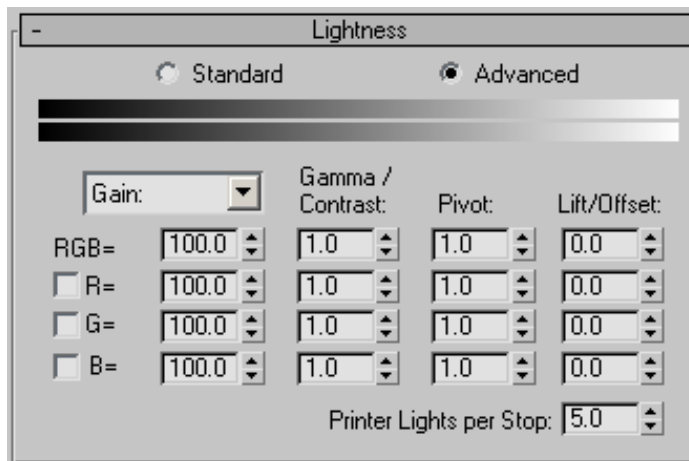 - Lightness
Standard Advanced
Gain: Gamma / Contrast: Pivot: Lift/Offset:
RGB= 100.0 1.0 1.0 0.0
R= 100.0 1.0 1.0 0.0
G= 100.0 1.0 1.0 0.0
B= 100.0 1.0 1.0 0.0
Printer Lights per Stop: 5.0